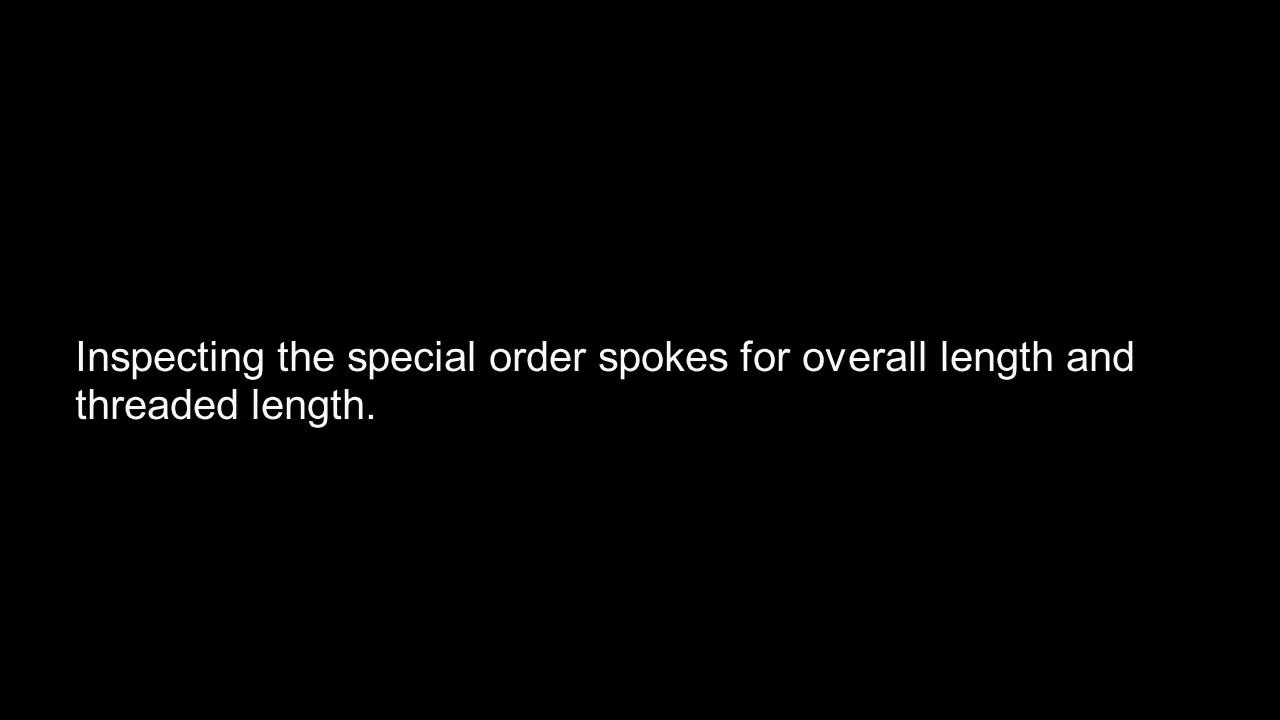 Inspecting the special order spokes for overall length and
threaded length.